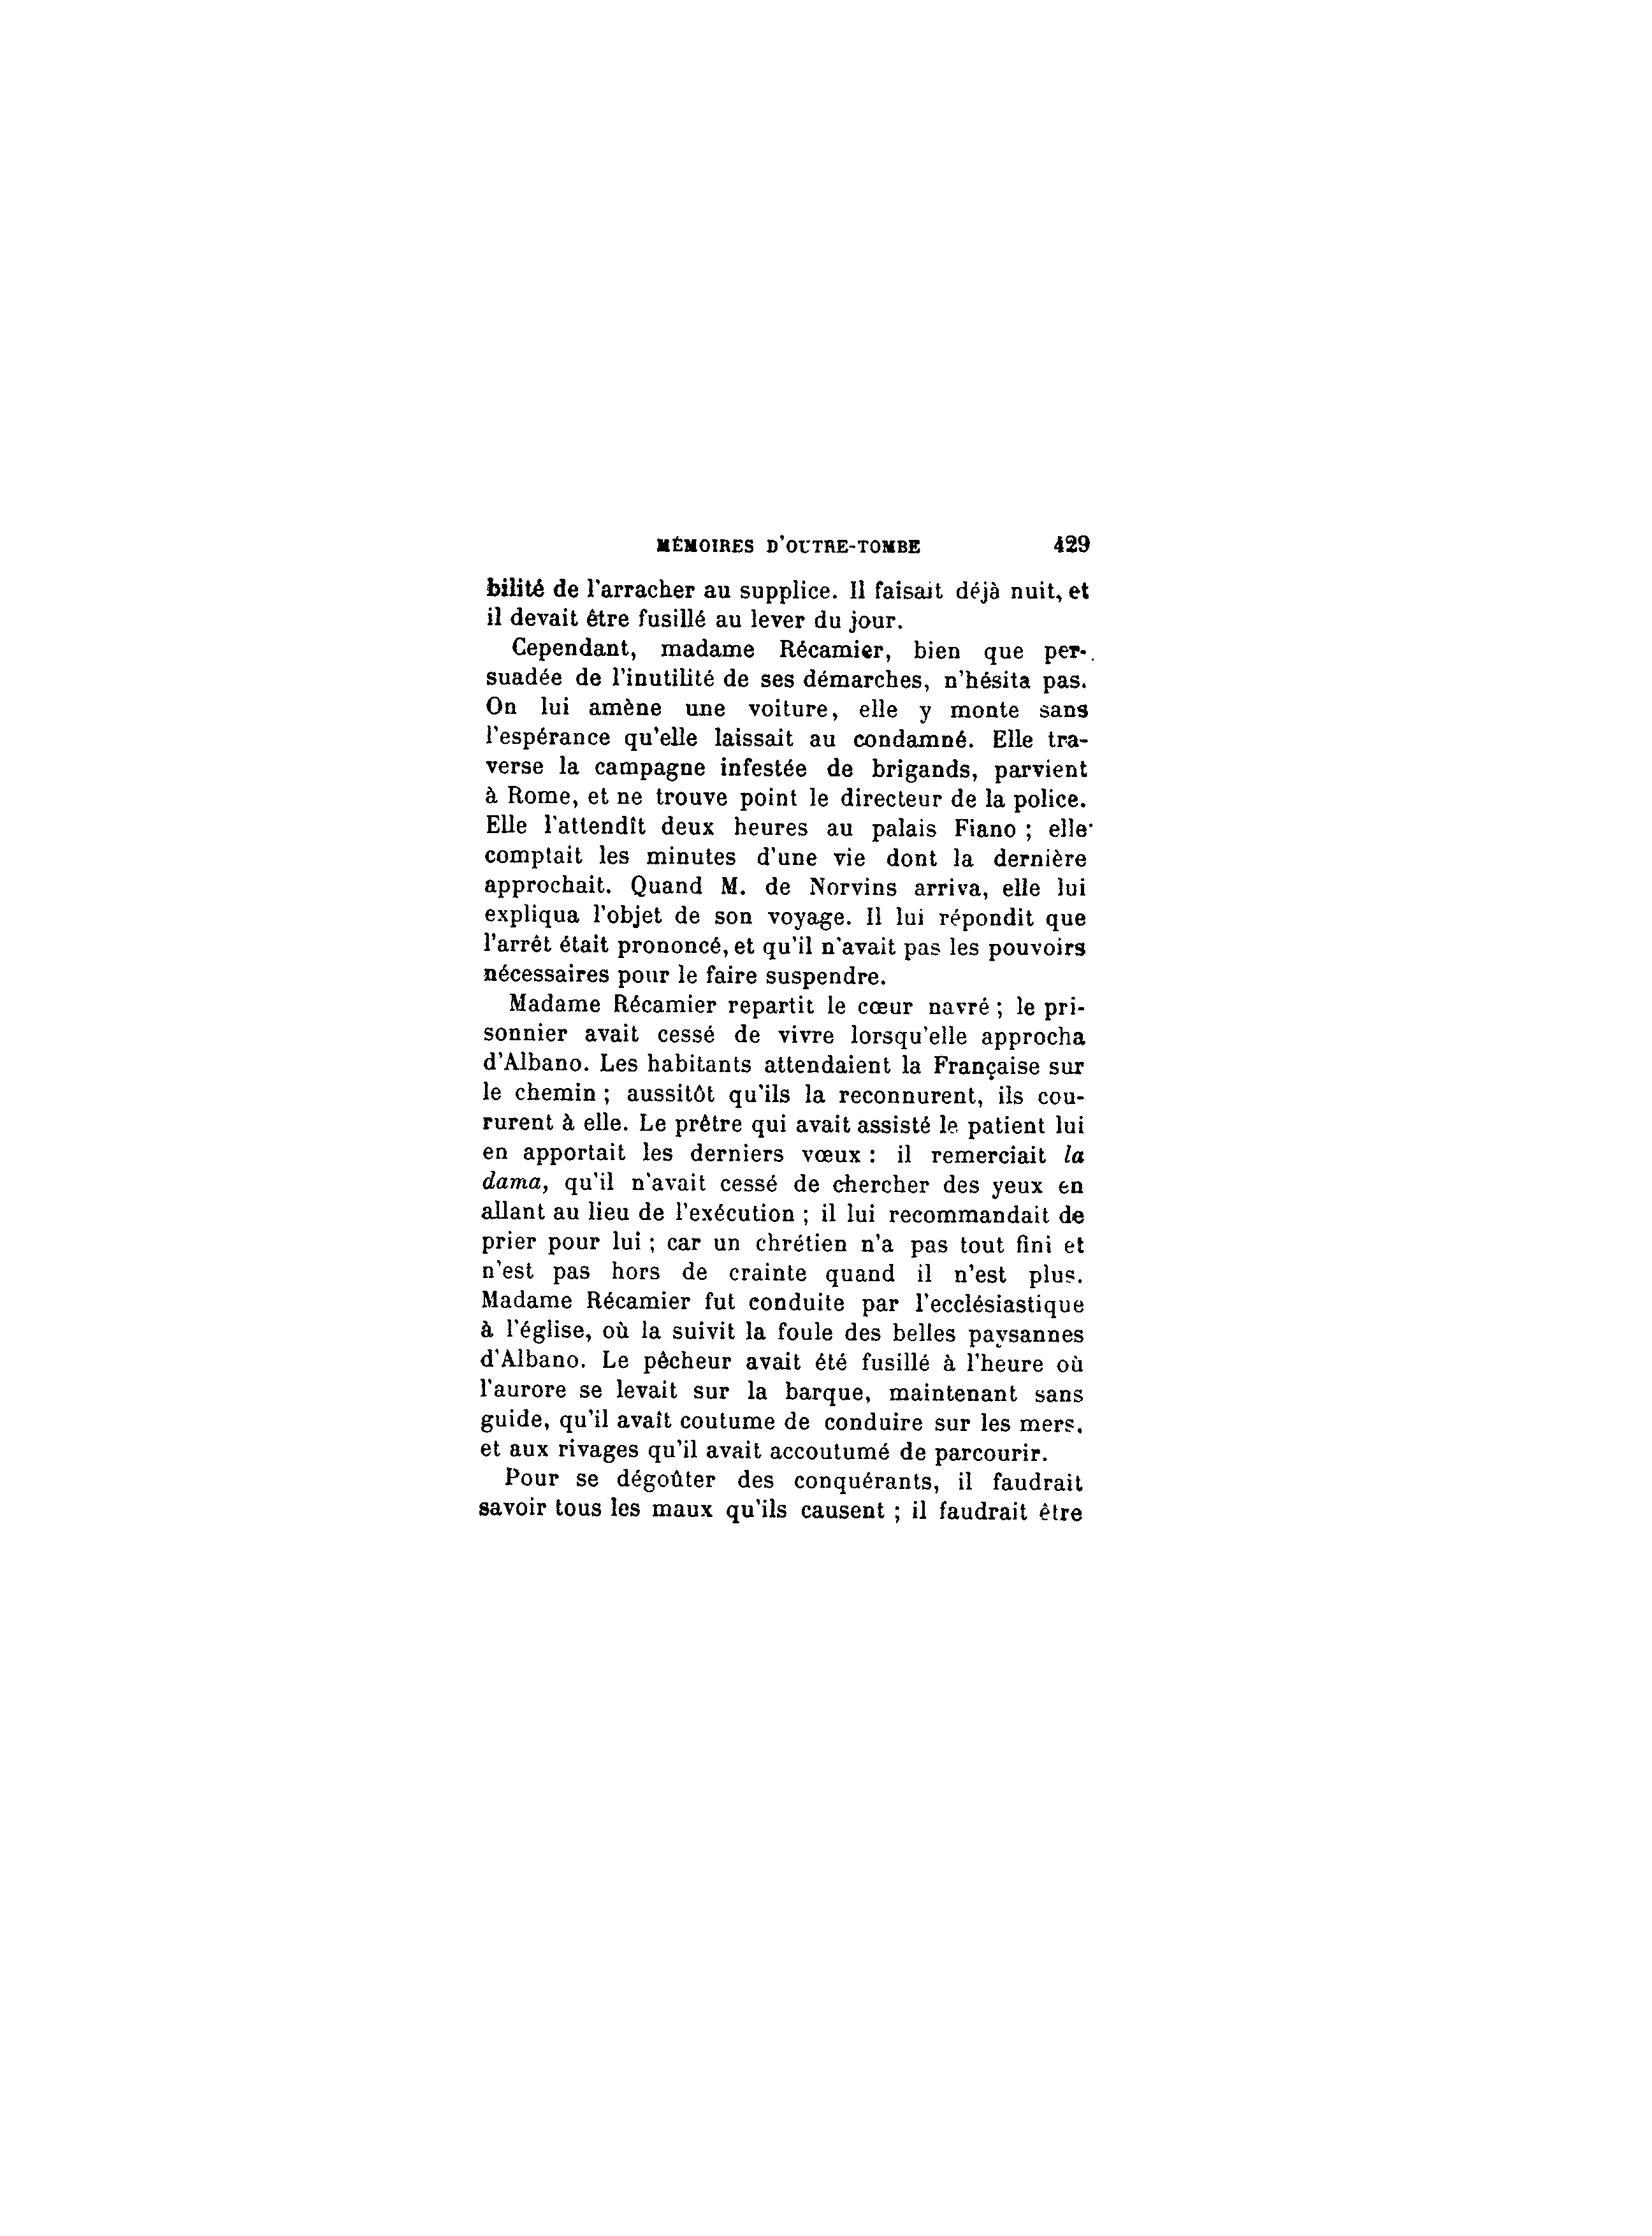 MÉMOIRES D'OUTRE-TOMBE 429
bilité de l'arracher au supplice. Il faisait déjà nuit, et
il devait être fusillé au lever du jour.
Cependant, madame Récamier, bien que per-
suadée de l'inutilité de ses démarches, n'hésita pas.
On lui amène une voiture, elle y monte sans
l'espérance qu'elle laissait au condamné. Elle tra-
verse la campagne infestée de brigands, parvient
à Rome, et ne trouve point le directeur de la police.
Elle l'attendît deux heures au palais Fiano ; elle
comptait les minutes d'une vie dont la dernière
approchait. Quand M. de Norvins arriva, elle lui
expliqua l'objet de son voyage. Il lui répondit que
l'arrêt était prononcé, et qu'il n'avait pas les pouvoirs
nécessaires pour le faire suspendre.
Madame Récamier repartit le cœur navré ; le pri-
sonnier avait cessé de vivre lorsqu'elle approcha
d'Albano. Les habitants attendaient la Française sur
le chemin ; aussitôt qu'ils la reconnurent, ils cou-
rurent à elle. Le prêtre qui avait assisté le patient lui
en apportait les derniers vœux : il remerciait la
dama, qu'il n'avait cessé de chercher des yeux en
allant au lieu de l'exécution ; il lui recommandait de
prier pour lui ; car un chrétien n'a pas tout fini et
n'est pas hors de crainte quand il n'est plus.
Madame Récamier fut conduite par l'ecclésiastique
à l'église, où la suivit la foule des belles paysannes
d'Albano. Le pêcheur avait été fusillé à l'heure où
l'aurore se levait sur la barque, maintenant sans
guide, qu'il avait coutume de conduire sur les mers,
et aux rivages qu'il avait accoutumé de parcourir.
Pour se dégoûter des conquérants, il faudrait
savoir tous les maux qu'ils causent ; il faudrait être